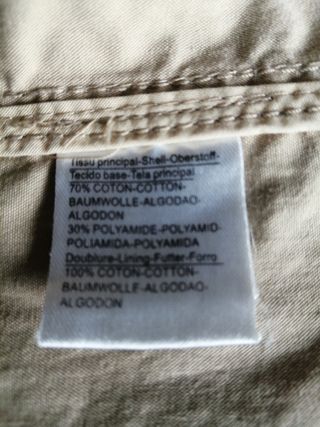 Tissu principal-Shell-Oberstoff-
Tecido base-Tela principal
70% COTON-COTTON-
BAUMWOLLE-ALGODAO-
ALGODON
30% POLYAMIDE-POLYAMID-
POLIAMIDA-POLYAMIDA
Doublure-Lining-Futter-Forro
100% COTON-COTTON-
BAUMWOLLE-ALGODAO-
ALGODON